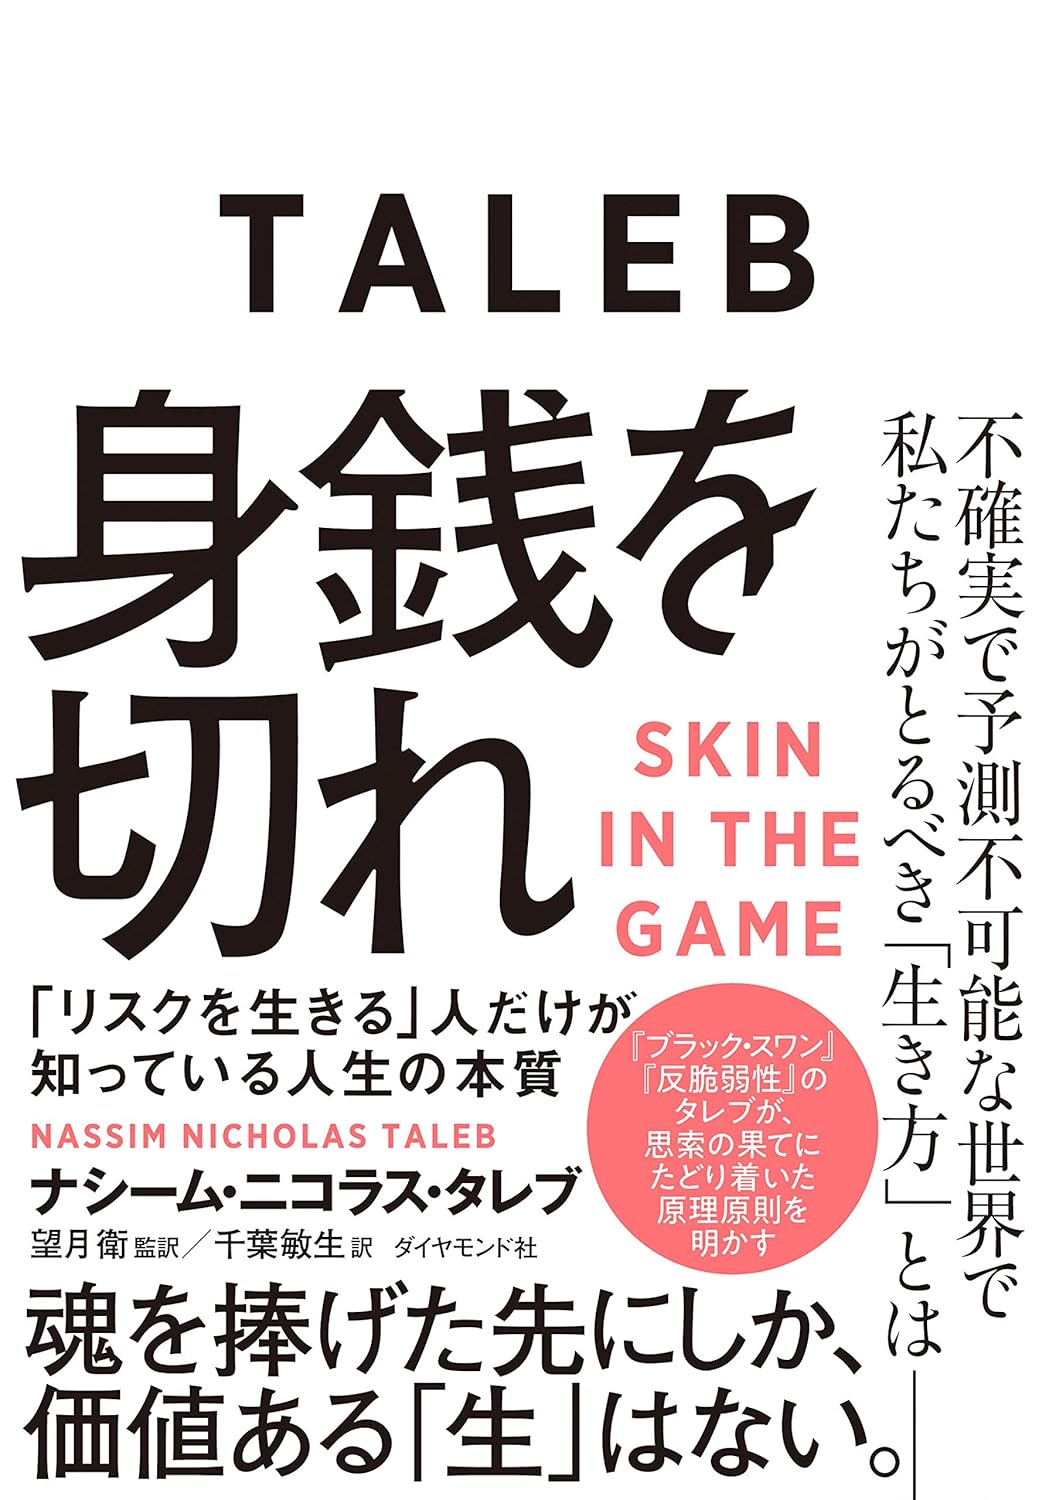 TALEB
身銭を
切れ
SKIN
IN THE
GAME
不確実で予測不可能な世界で
私たちがとるべき「生き方」とは――
「リスクを生きる」人だけが
知っている人生の本質
NASSIM NICHOLAS TALEB
ナシーム・ニコラス・タレブ
望月衛 監訳／千葉敏生 訳 ダイヤモンド社
『ブラック・スワン』
『反脆弱性』の
タレブが、
思索の果てに
たどり着いた
原理原則を
明かす
魂を捧げた先にしか、
価値ある「生」はない。